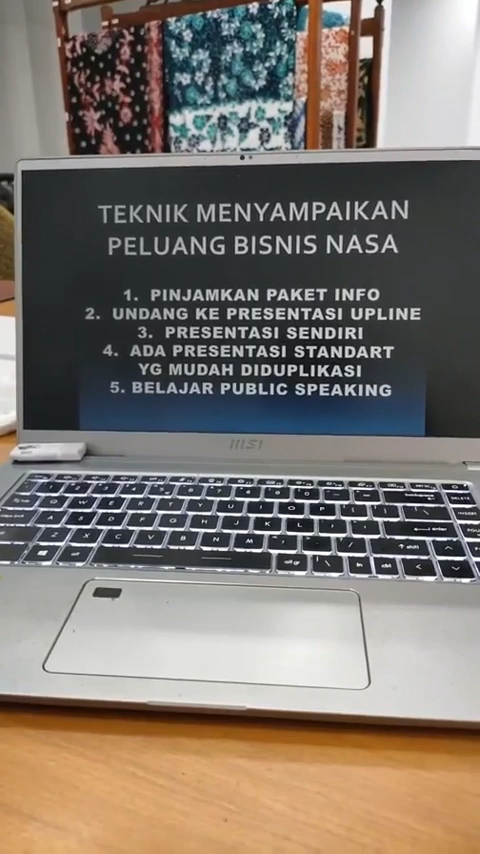 TEKNIK MENYAMPAIKAN
PELUANG BISNIS NASA
1. PINJAMKAN PAKET INFO
2. UNDANG KE PRESENTASI UPLINE
3. PRESENTASI SENDIRI
4. ADA PRESENTASI STANDART
YG MUDAH DIDUPLIKASI
5. BELAJAR PUBLIC SPEAKING
msi